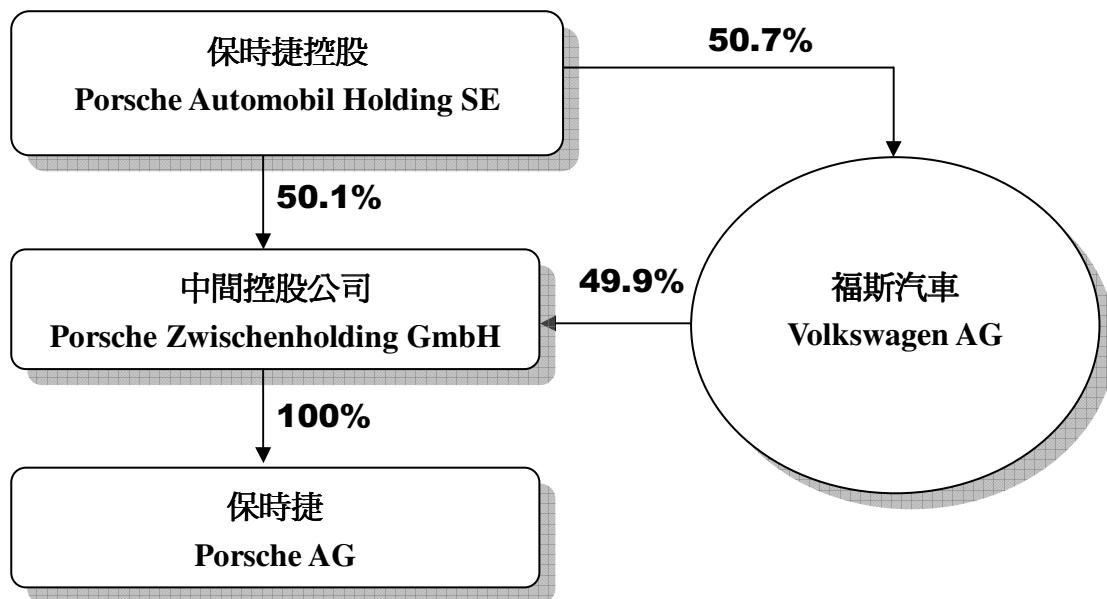 保時捷控股
Porsche Automobil Holding SE
50.7%
50.1%
中間控股公司
Porsche Zwischenholding GmbH
49.9%
福斯汽車
Volkswagen AG
100%
保時捷
Porsche AG